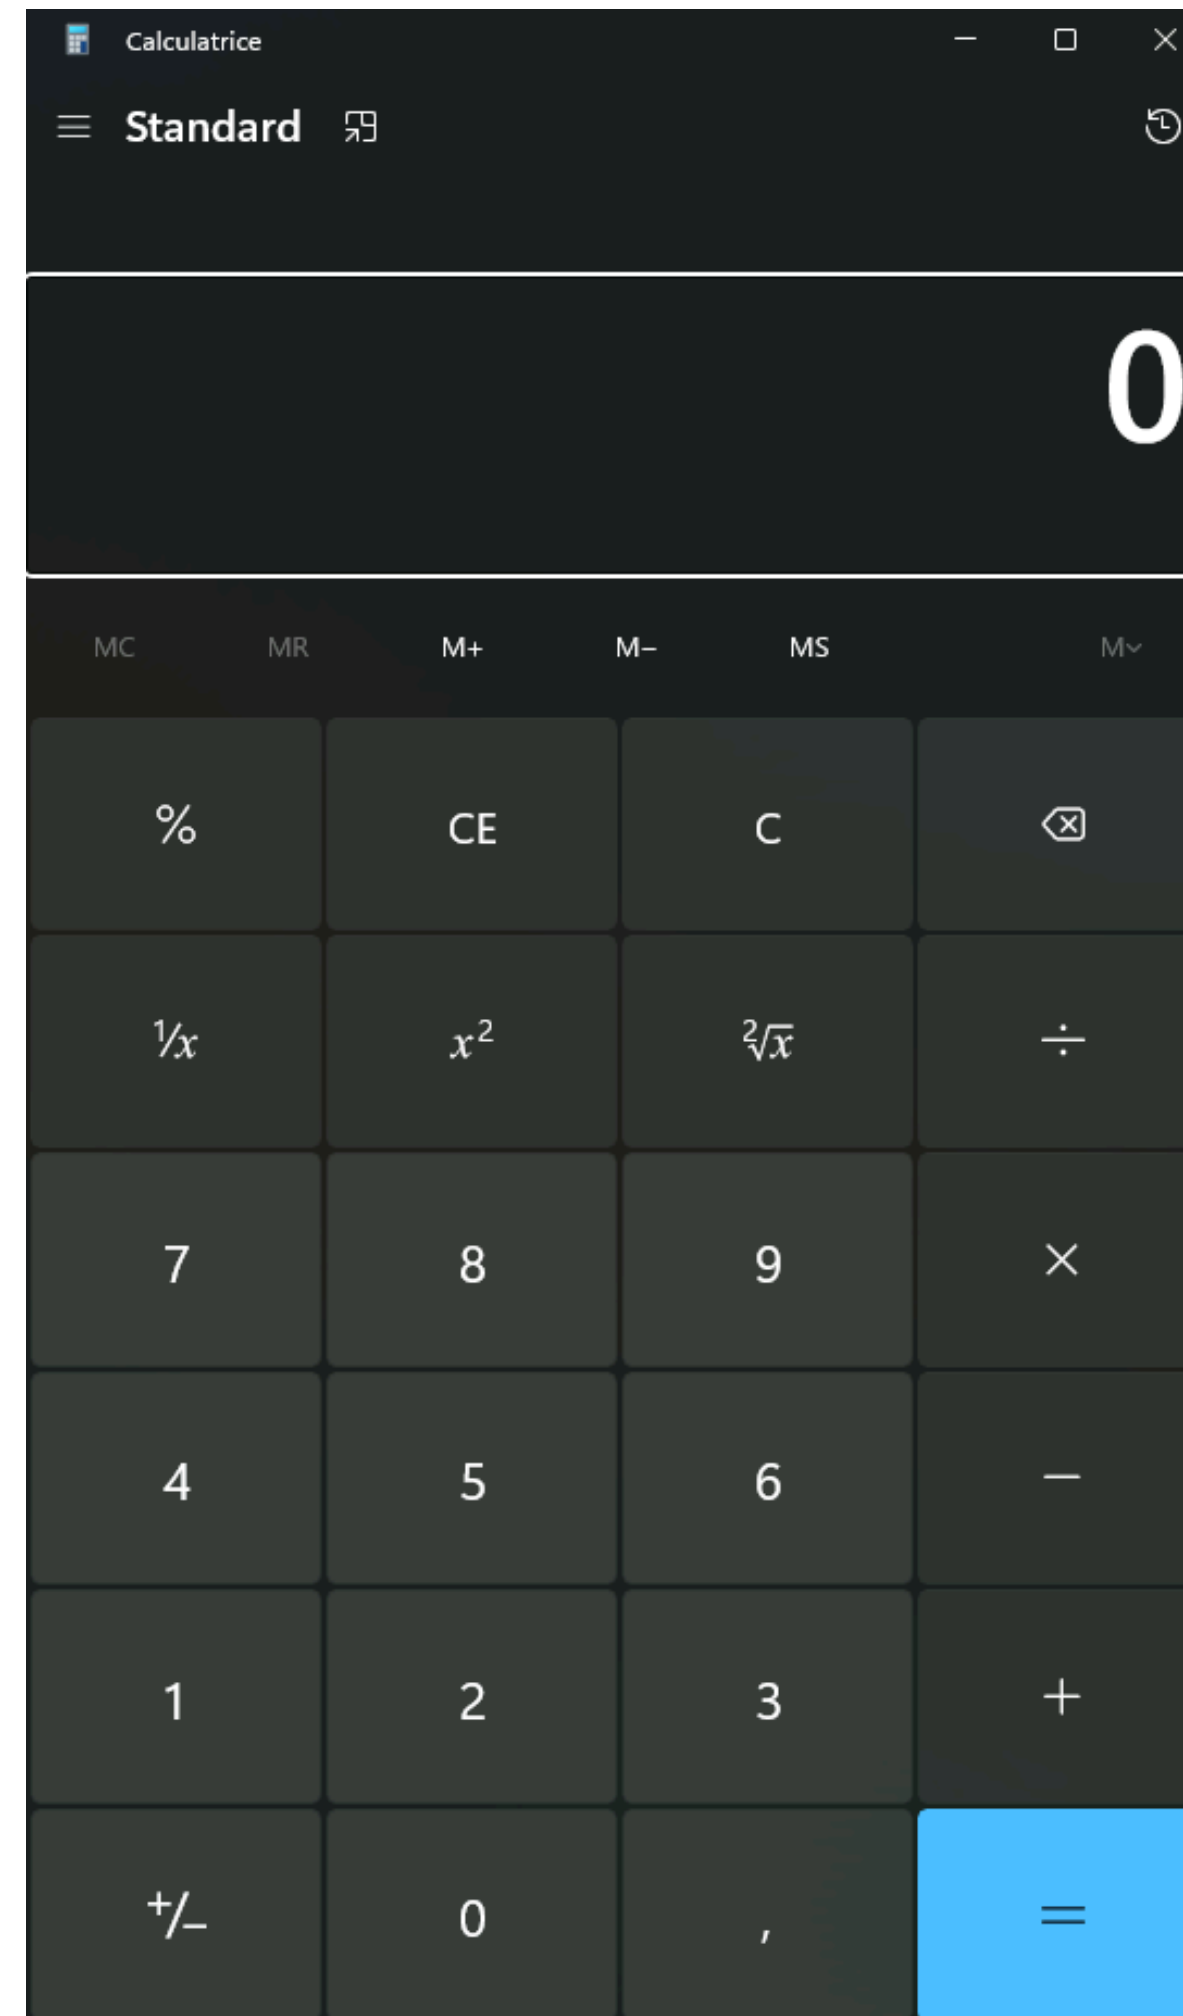 Calculatrice
Standard
0
MC MR M+ M− MS M
% CE C
¹/x x² ²√x ÷
7 8 9 ×
4 5 6 −
1 2 3 +
+/− 0 , =